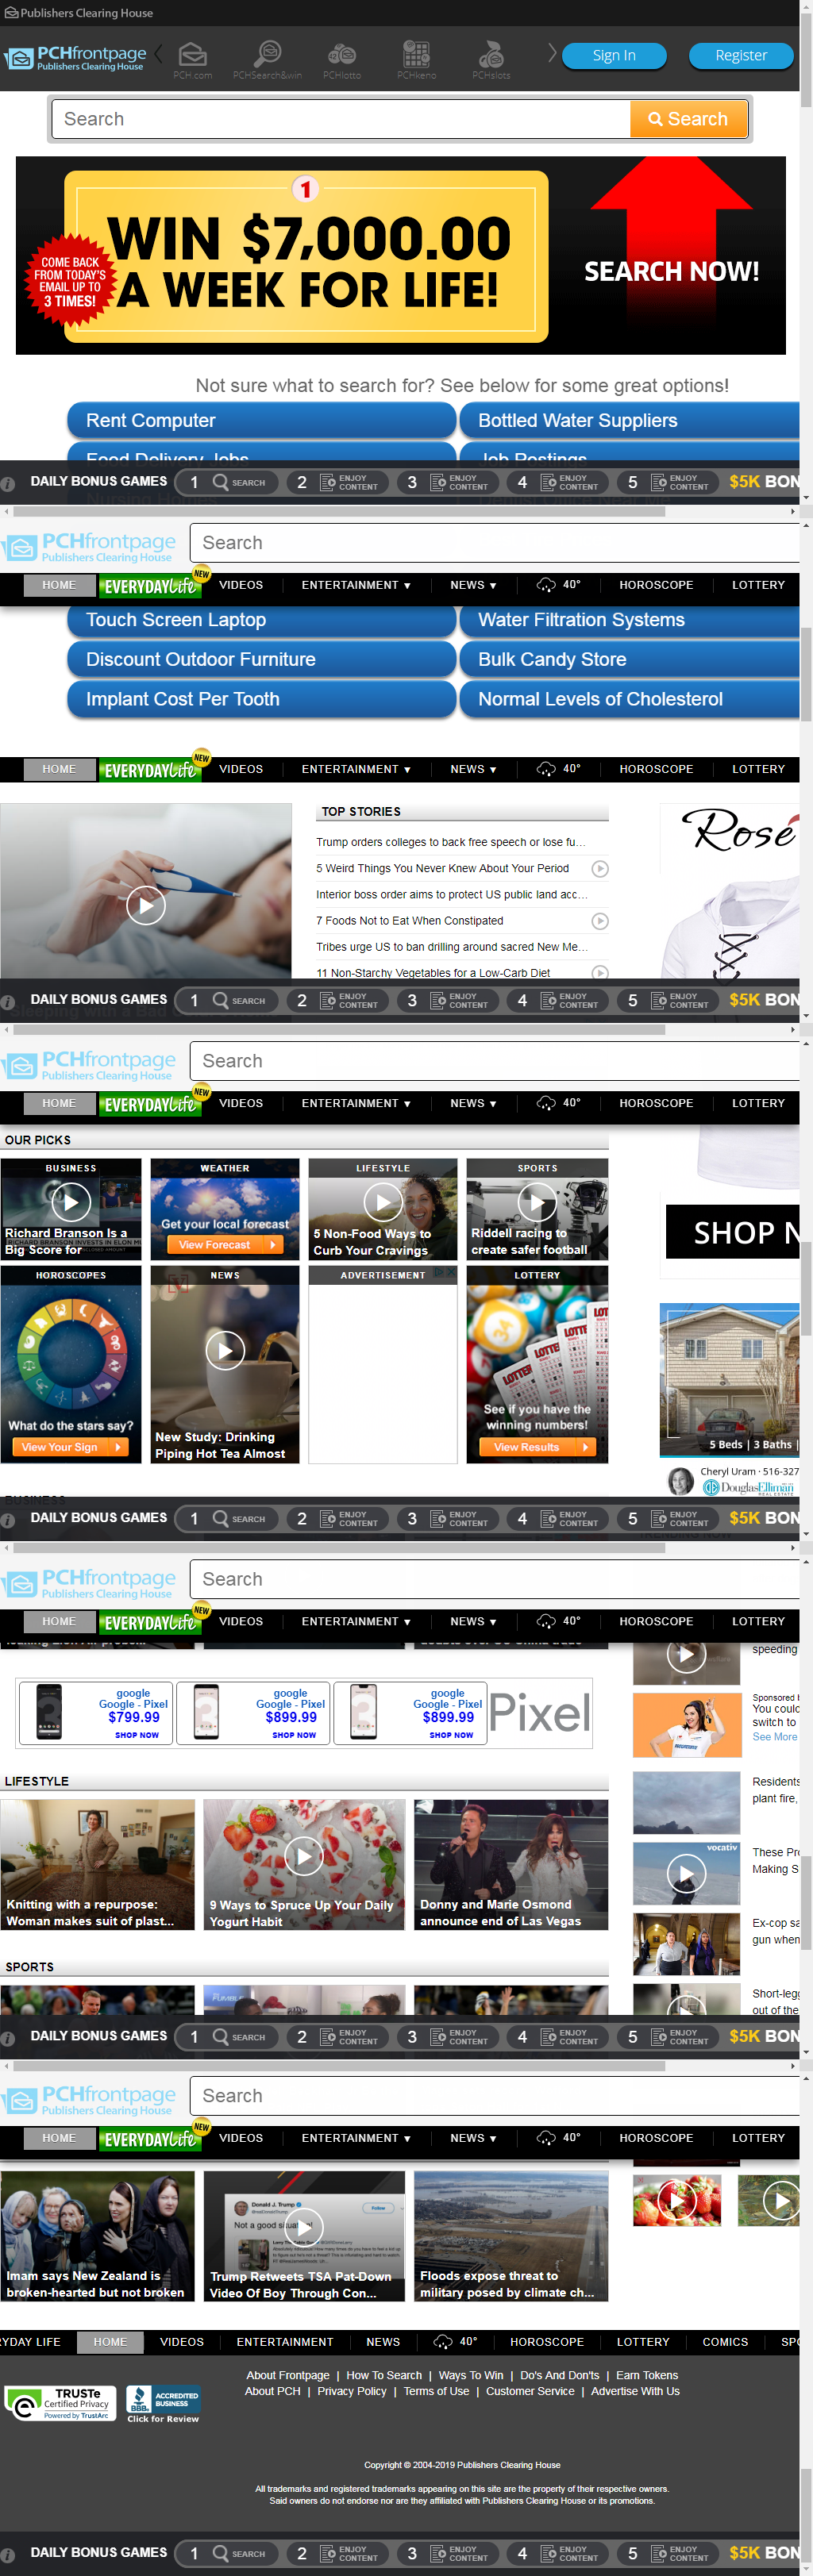 Publishers Clearing House
PCHfrontpage
Publishers Clearing House
PCH.com
PCHSearch&win
PCHlotto
PCHkeno
PCHslots
Sign In
Register
Search
Search
1
WIN $7,000.00
A WEEK FOR LIFE!
COME BACK
FROM TODAY'S
EMAIL UP TO
3 TIMES!
SEARCH NOW!
Not sure what to search for? See below for some great options!
Rent Computer
Bottled Water Suppliers
Food Delivery Jobs
Job Postings
DAILY BONUS GAMES 1 SEARCH 2 ENJOY CONTENT 3 ENJOY CONTENT 4 ENJOY CONTENT 5 ENJOY CONTENT $5K BON
PCHfrontpage
Publishers Clearing House
Search
HOME EVERYDAY Life NEW VIDEOS ENTERTAINMENT ▼ NEWS ▼ 40° HOROSCOPE LOTTERY
Touch Screen Laptop
Water Filtration Systems
Discount Outdoor Furniture
Bulk Candy Store
Implant Cost Per Tooth
Normal Levels of Cholesterol
HOME EVERYDAY Life NEW VIDEOS ENTERTAINMENT ▼ NEWS ▼ 40° HOROSCOPE LOTTERY
TOP STORIES
Trump orders colleges to back free speech or lose fu...
5 Weird Things You Never Knew About Your Period
Interior boss order aims to protect US public land acc...
7 Foods Not to Eat When Constipated
Tribes urge US to ban drilling around sacred New Me...
11 Non-Starchy Vegetables for a Low-Carb Diet
Rosé
DAILY BONUS GAMES 1 SEARCH 2 ENJOY CONTENT 3 ENJOY CONTENT 4 ENJOY CONTENT 5 ENJOY CONTENT $5K BON
PCHfrontpage
Publishers Clearing House
Search
HOME EVERYDAY Life NEW VIDEOS ENTERTAINMENT ▼ NEWS ▼ 40° HOROSCOPE LOTTERY
OUR PICKS
BUSINESS
Richard Branson Is a
Big Score for
WEATHER
Get your local forecast
View Forecast
LIFESTYLE
5 Non-Food Ways to
Curb Your Cravings
SPORTS
Riddell racing to
create safer football
SHOP N
HOROSCOPES
What do the stars say?
View Your Sign
NEWS
New Study: Drinking
Piping Hot Tea Almost
ADVERTISEMENT
LOTTERY
See if you have the
winning numbers!
View Results
5 Beds | 3 Baths |
Cheryl Uram · 516-327
DouglasElliman
REAL ESTATE
BUSINESS
DAILY BONUS GAMES 1 SEARCH 2 ENJOY CONTENT 3 ENJOY CONTENT 4 ENJOY CONTENT 5 ENJOY CONTENT $5K BON
PCHfrontpage
Publishers Clearing House
Search
HOME EVERYDAY Life NEW VIDEOS ENTERTAINMENT ▼ NEWS ▼ 40° HOROSCOPE LOTTERY
speeding
google
Google - Pixel
$799.99
SHOP NOW
google
Google - Pixel
$899.99
SHOP NOW
google
Google - Pixel
$899.99
SHOP NOW
Pixel
Sponsored
You could
switch to
See More
LIFESTYLE
Knitting with a repurpose:
Woman makes suit of plast...
9 Ways to Spruce Up Your Daily
Yogurt Habit
Donny and Marie Osmond
announce end of Las Vegas
Residents
plant fire,
vocativ
These Pr
Making S
Ex-cop sa
gun when
Short-legg
out of the
SPORTS
DAILY BONUS GAMES 1 SEARCH 2 ENJOY CONTENT 3 ENJOY CONTENT 4 ENJOY CONTENT 5 ENJOY CONTENT $5K BON
PCHfrontpage
Publishers Clearing House
Search
HOME EVERYDAY Life NEW VIDEOS ENTERTAINMENT ▼ NEWS ▼ 40° HOROSCOPE LOTTERY
Imam says New Zealand is
broken-hearted but not broken
Donald J. Trump
Follow
Not a good situation!
Trump Retweets TSA Pat-Down
Video Of Boy Through Con...
Floods expose threat to
military posed by climate ch...
RYDAY LIFE HOME VIDEOS ENTERTAINMENT NEWS 40° HOROSCOPE LOTTERY COMICS SPO
About Frontpage | How To Search | Ways To Win | Do's And Don'ts | Earn Tokens
About PCH | Privacy Policy | Terms of Use | Customer Service | Advertise With Us
TRUSTe
Certified Privacy
Powered by TrustArc
BBB
ACCREDITED
BUSINESS
Click for Review
Copyright © 2004-2019 Publishers Clearing House
All trademarks and registered trademarks appearing on this site are the property of their respective owners.
Said owners do not endorse nor are they affiliated with Publishers Clearing House or its promotions.
DAILY BONUS GAMES 1 SEARCH 2 ENJOY CONTENT 3 ENJOY CONTENT 4 ENJOY CONTENT 5 ENJOY CONTENT $5K BON